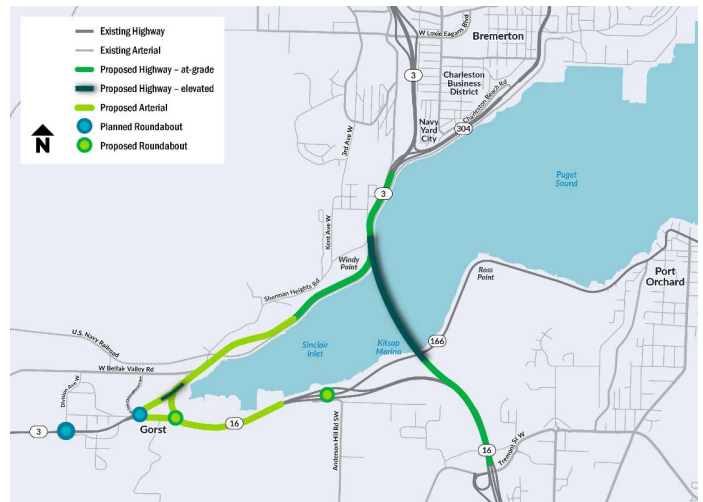 Existing Highway
Existing Arterial
Proposed Highway – at-grade
Proposed Highway – elevated
Proposed Arterial
Planned Roundabout
Proposed Roundabout
N
W Loxie Eagans Blvd
Bremerton
3
Charleston
Business
District
Charleston Beach Rd
Navy
Yard
City
304
3rd Ave W
Puget
Sound
3
Kent Ave W
Windy
Point
Ross
Point
Port
Orchard
Sherman Heights Rd
U.S. Navy Railroad
Sinclair
Inlet
Kitsap
Marina
166
W Belfair Valley Rd
Division Ave W
3
Gorst
16
Anderson Hill Rd SW
16
Tremont St W